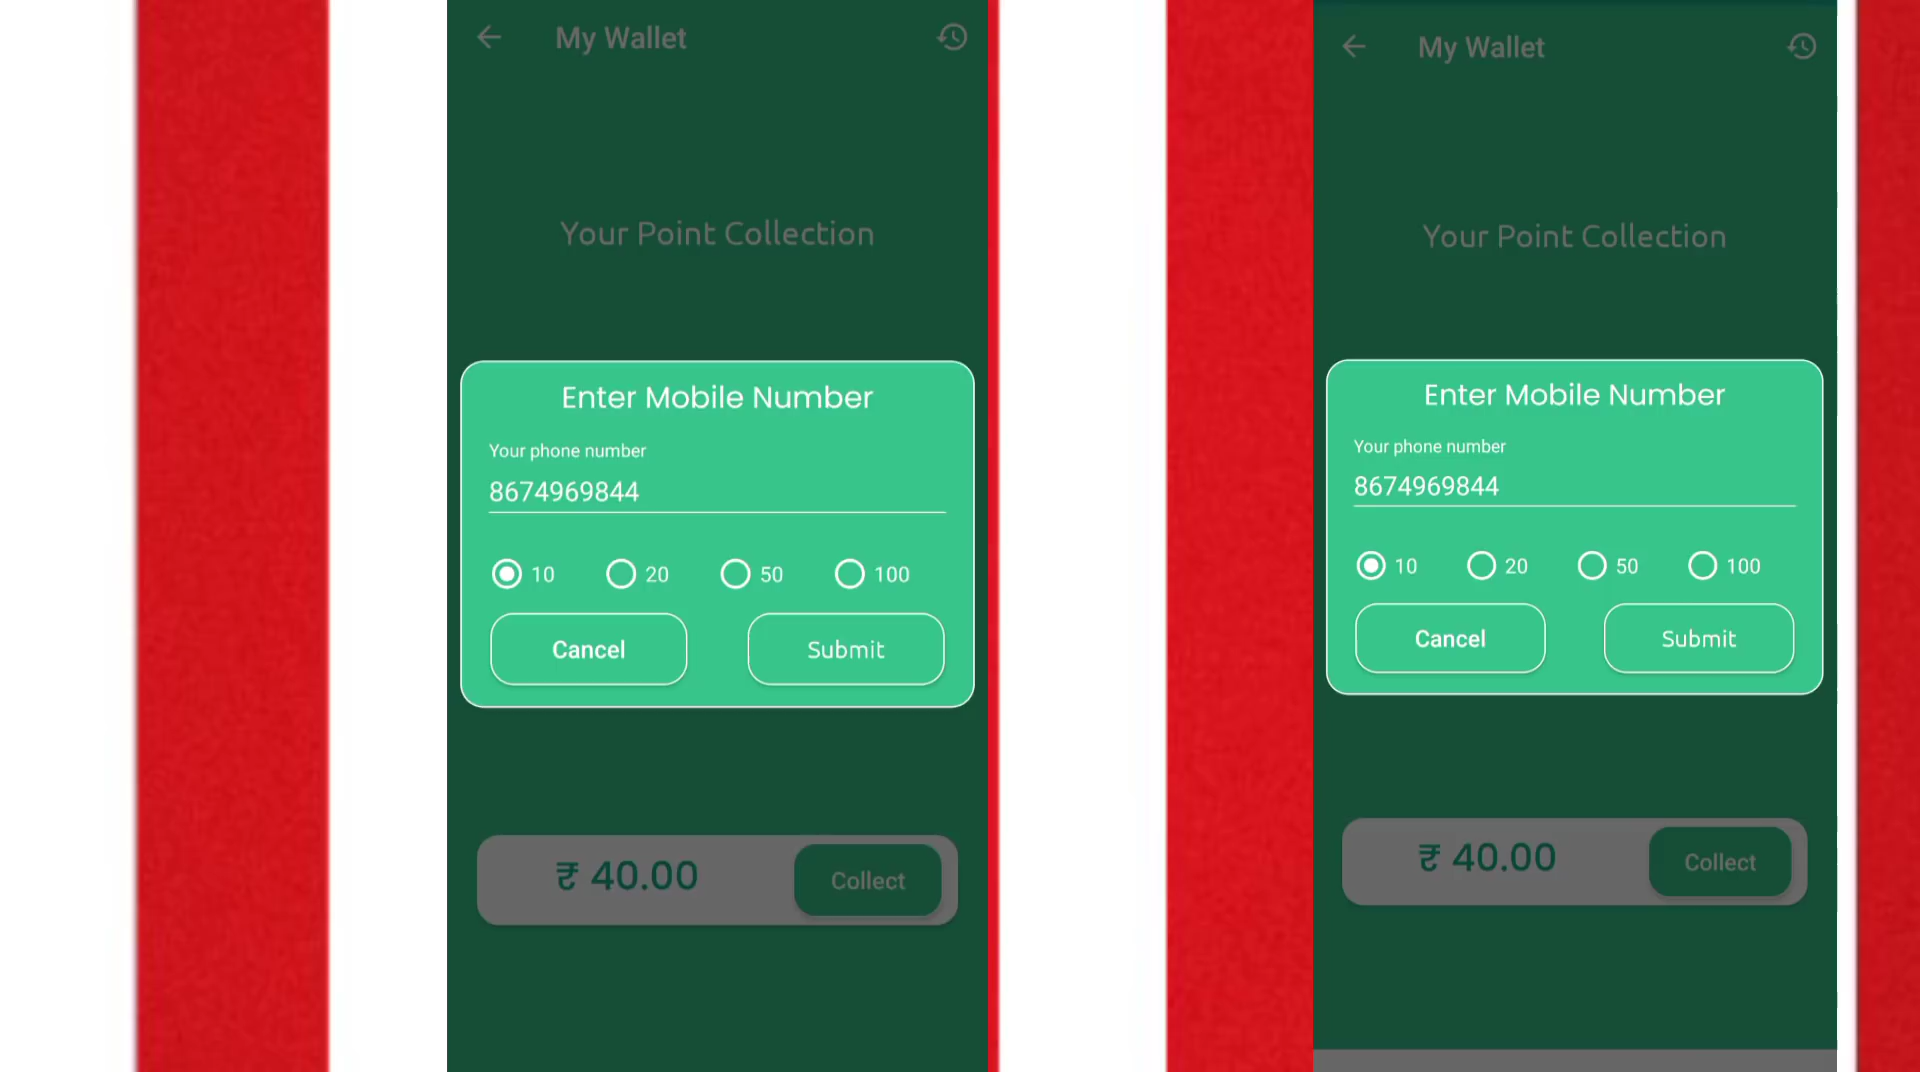 My Wallet
Your Point Collection
Enter Mobile Number
Your phone number
8674969844
10 20 50 100
Cancel Submit
₹ 40.00 Collect
My Wallet
Your Point Collection
Enter Mobile Number
Your phone number
8674969844
10 20 50 100
Cancel Submit
₹ 40.00 Collect